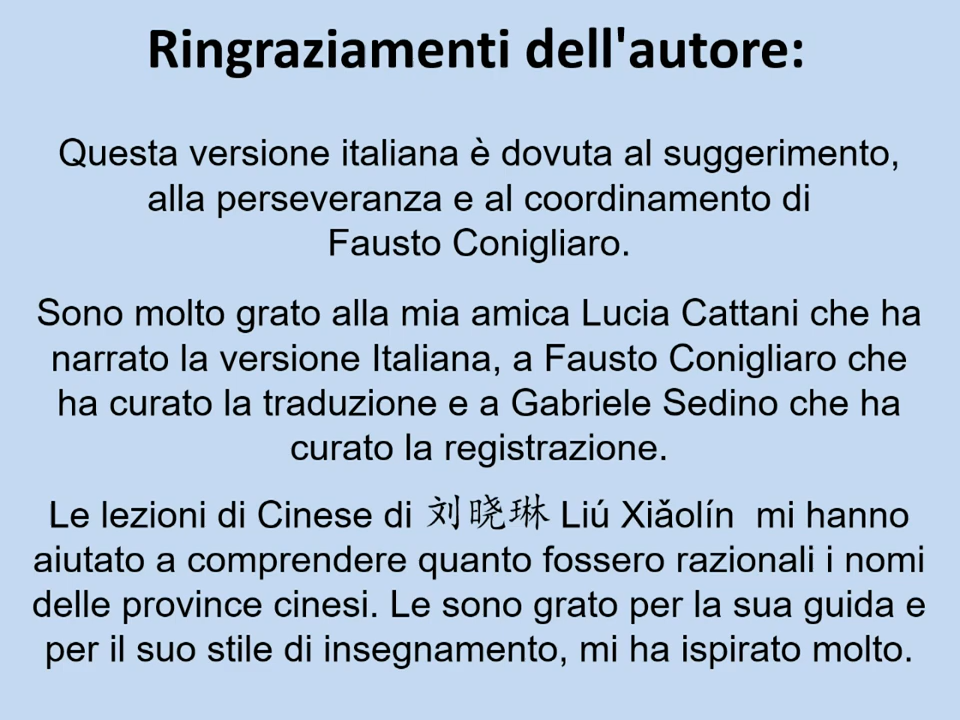 Ringraziamenti dell'autore:
Questa versione italiana è dovuta al suggerimento,
alla perseveranza e al coordinamento di
Fausto Conigliaro.
Sono molto grato alla mia amica Lucia Cattani che ha
narrato la versione Italiana, a Fausto Conigliaro che
ha curato la traduzione e a Gabriele Sedino che ha
curato la registrazione.
Le lezioni di Cinese di 刘晓琳 Liú Xiǎolín mi hanno
aiutato a comprendere quanto fossero razionali i nomi
delle province cinesi. Le sono grato per la sua guida e
per il suo stile di insegnamento, mi ha ispirato molto.